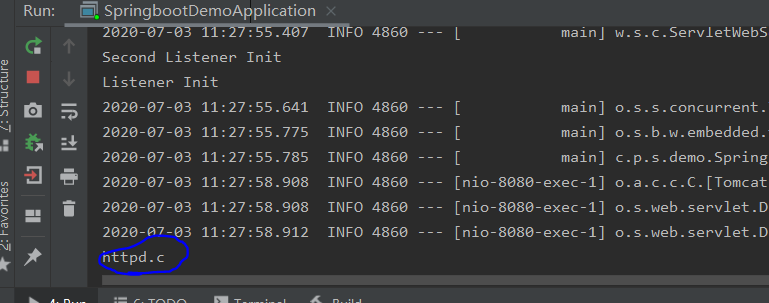 Run: SpringbootDemoApplication ×
2020-07-03 11:27:55.407 INFO 4860 --- [ main] w.s.c.ServletWebS
Second Listener Init
Listener Init
2020-07-03 11:27:55.641 INFO 4860 --- [ main] o.s.s.concurrent.
2020-07-03 11:27:55.775 INFO 4860 --- [ main] o.s.b.w.embedded.
2020-07-03 11:27:55.785 INFO 4860 --- [ main] c.p.s.demo.Spring
2020-07-03 11:27:58.908 INFO 4860 --- [nio-8080-exec-1] o.a.c.c.C.[Tomcat
2020-07-03 11:27:58.908 INFO 4860 --- [nio-8080-exec-1] o.s.web.servlet.D
2020-07-03 11:27:58.912 INFO 4860 --- [nio-8080-exec-1] o.s.web.servlet.D
httpd.c
7: Structure
2: Favorites
4: Run 6: TODO Terminal Build